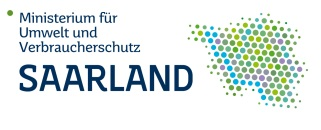 Ministerium für
Umwelt und
Verbraucherschutz
SAARLAND